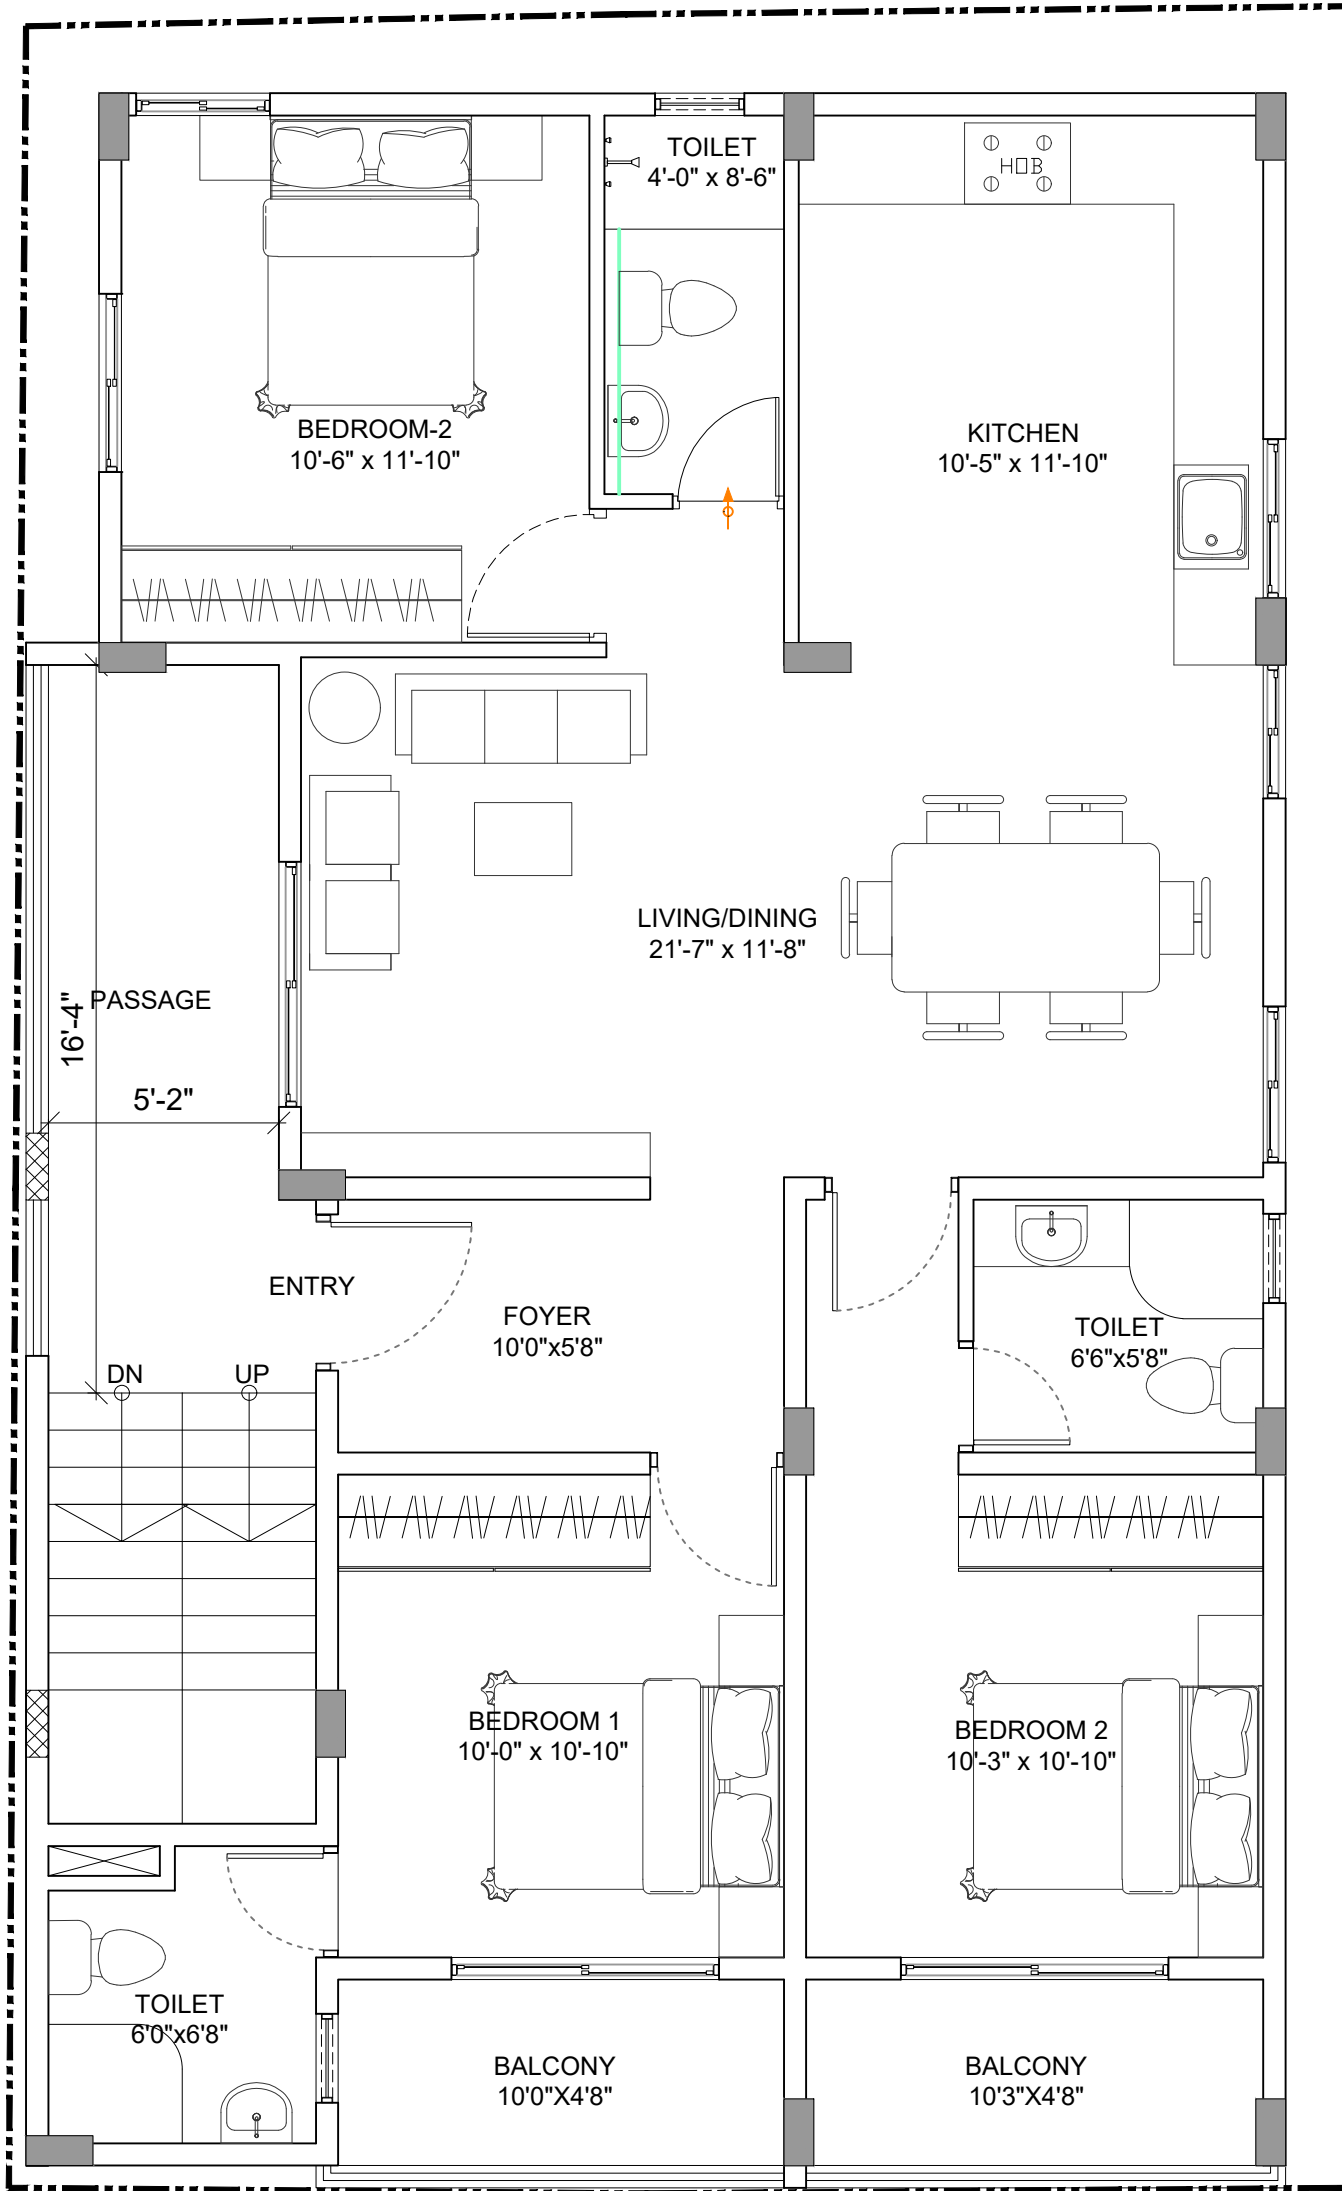 TOILET
4'-0" x 8'-6"
HOB
BEDROOM-2
10'-6" x 11'-10"
KITCHEN
10'-5" x 11'-10"
LIVING/DINING
21'-7" x 11'-8"
PASSAGE
16'-4"
5'-2"
ENTRY
FOYER
10'0"x5'8"
TOILET
6'6"x5'8"
DN
UP
BEDROOM 1
10'-0" x 10'-10"
BEDROOM 2
10'-3" x 10'-10"
TOILET
6'0"x6'8"
BALCONY
10'0"X4'8"
BALCONY
10'3"X4'8"